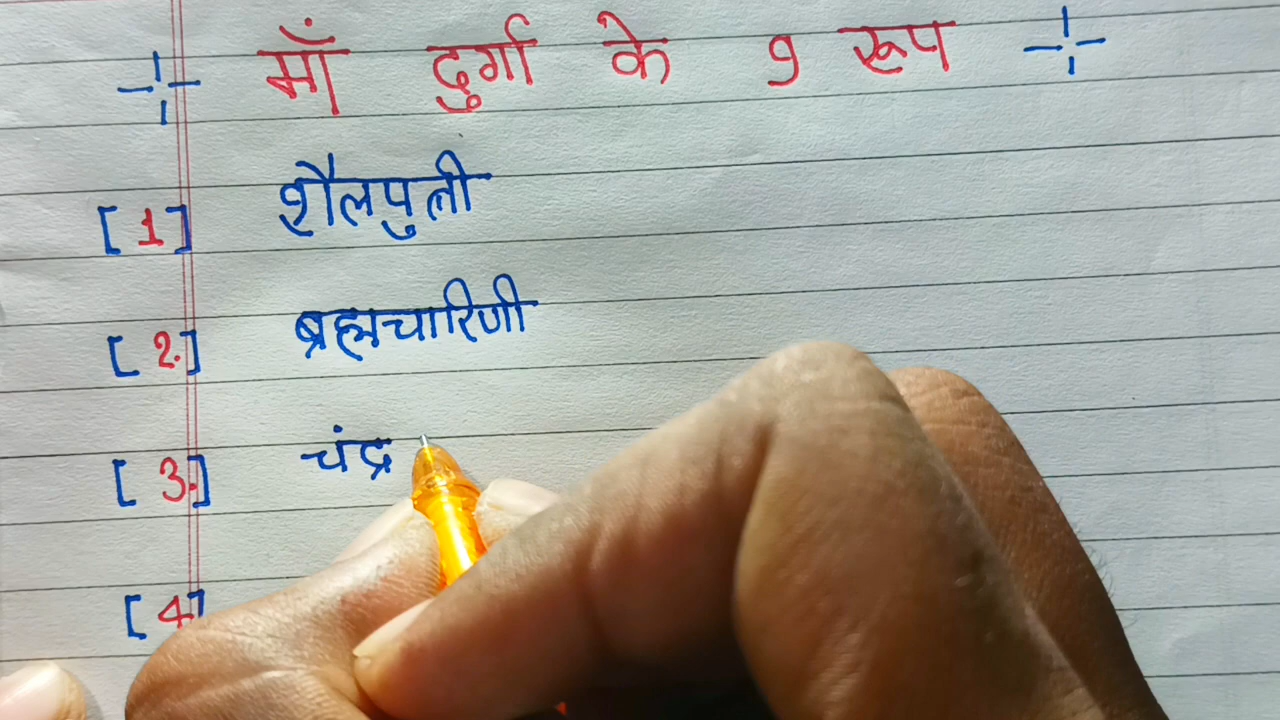 माँ दुर्गा के 9 रूप
[1] शैलपुत्री
[2.] ब्रह्मचारिणी
[3.] चंद्र
[4]